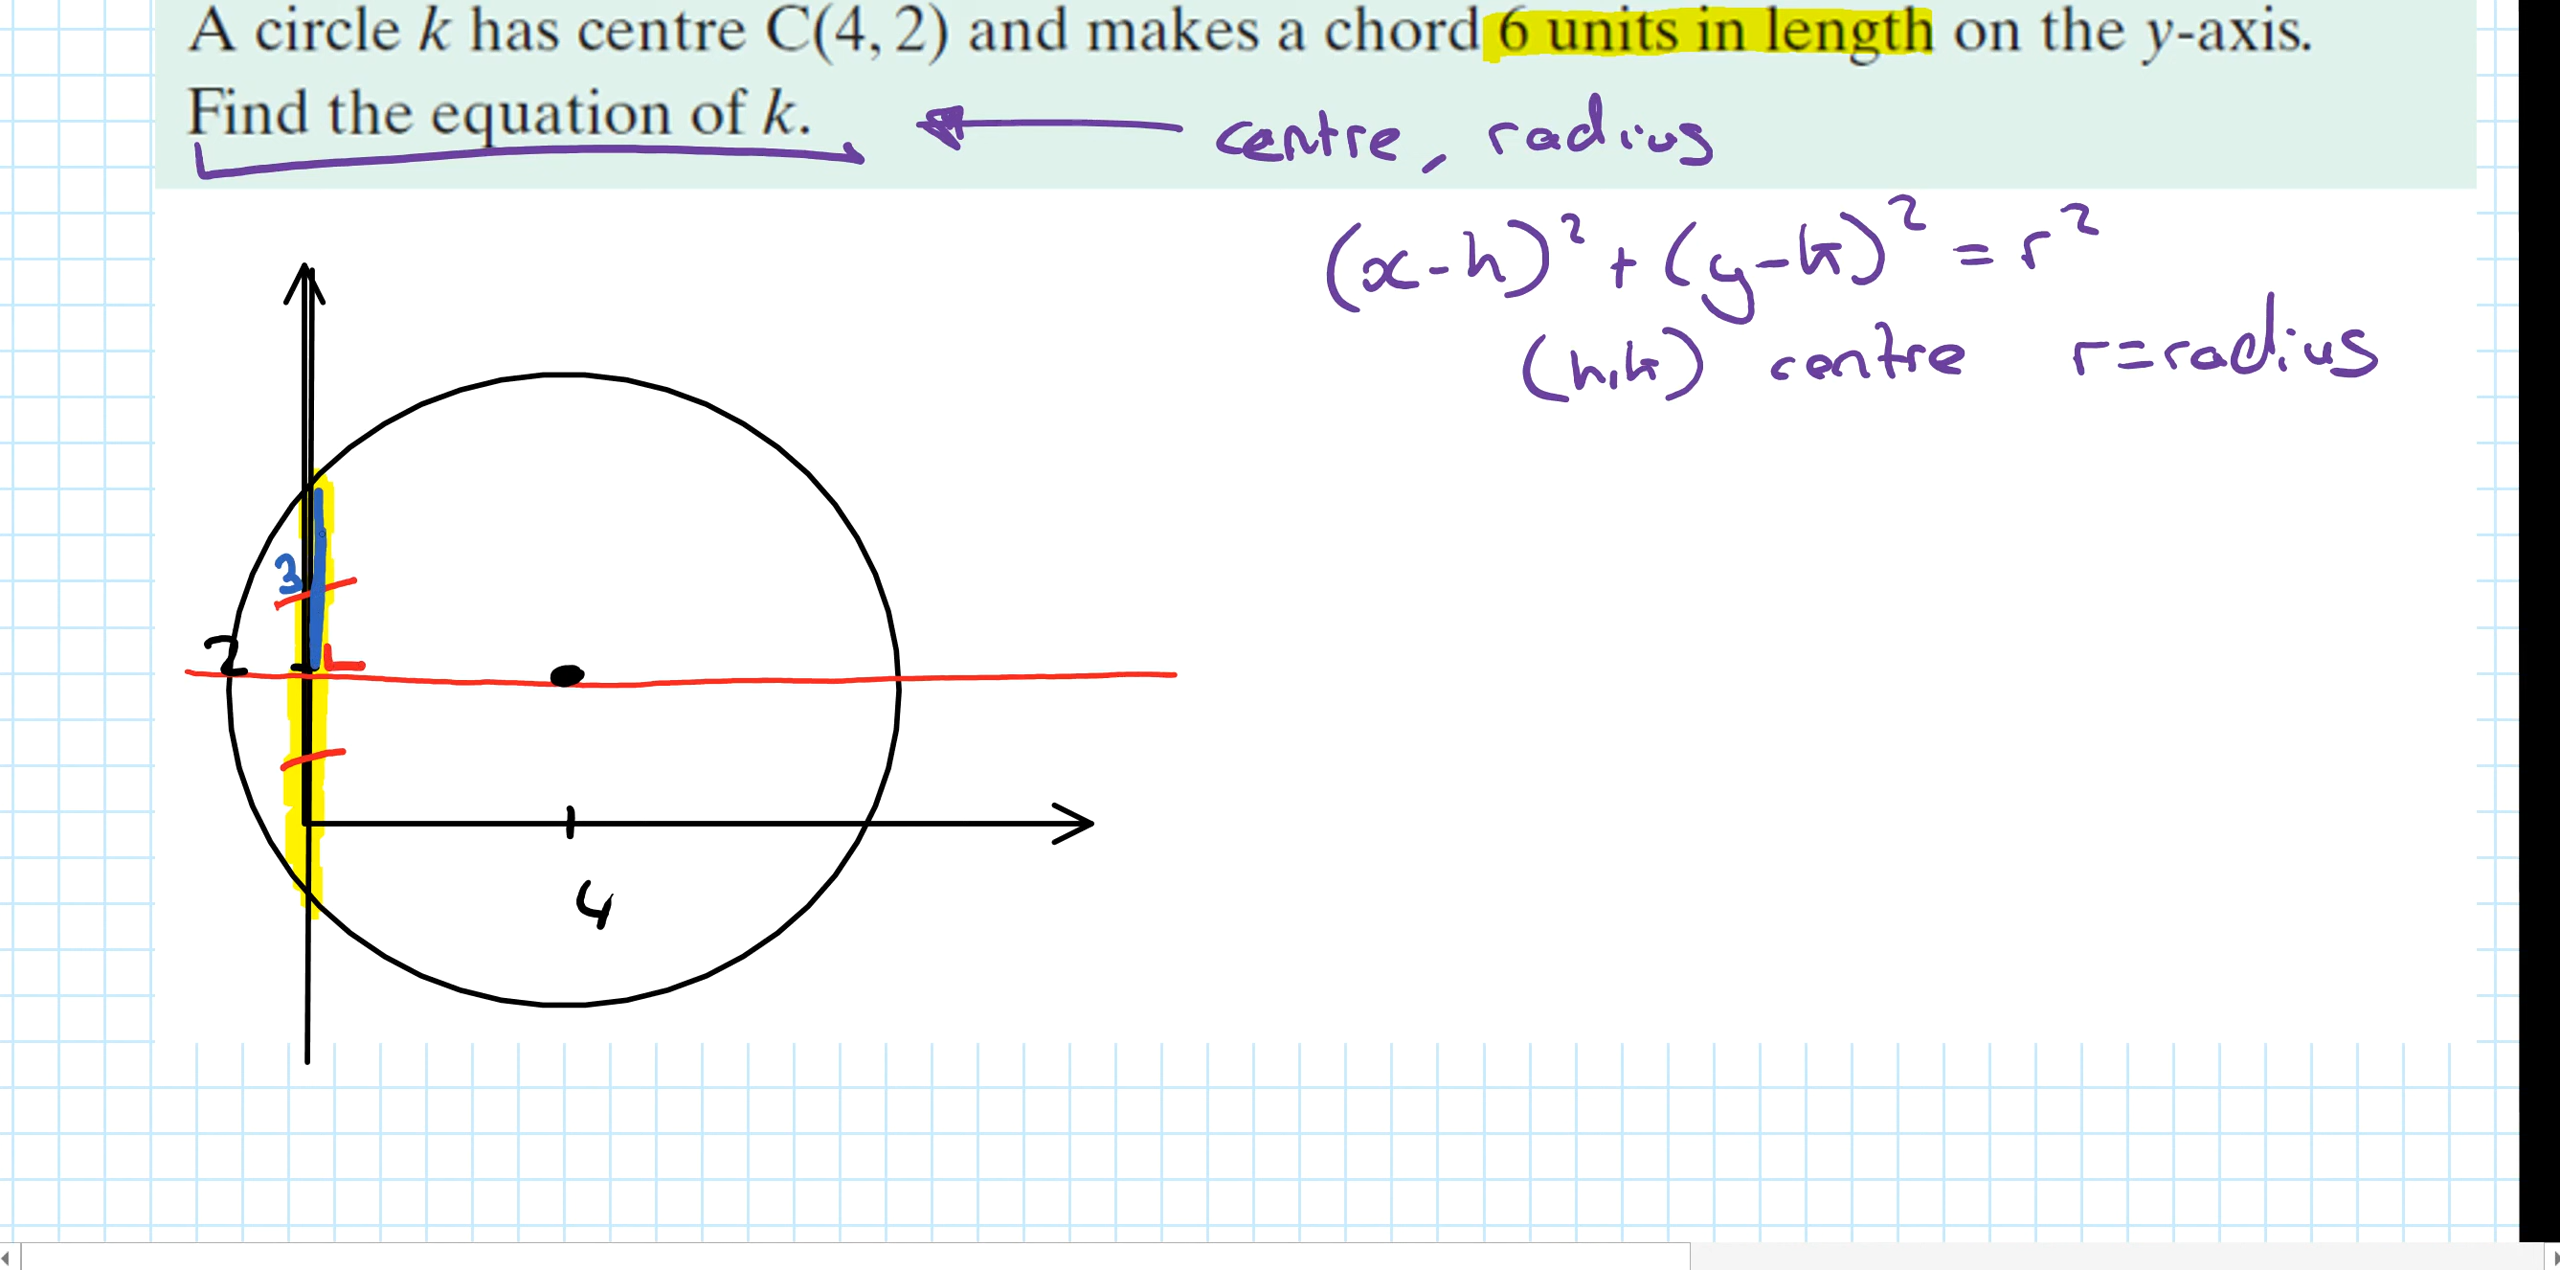 A circle k has centre C(4, 2) and makes a chord 6 units in length on the y-axis.
Find the equation of k.
centre, radius
(x-h)² + (y-k)² = r²
(h,k) centre r=radius
3
2
4